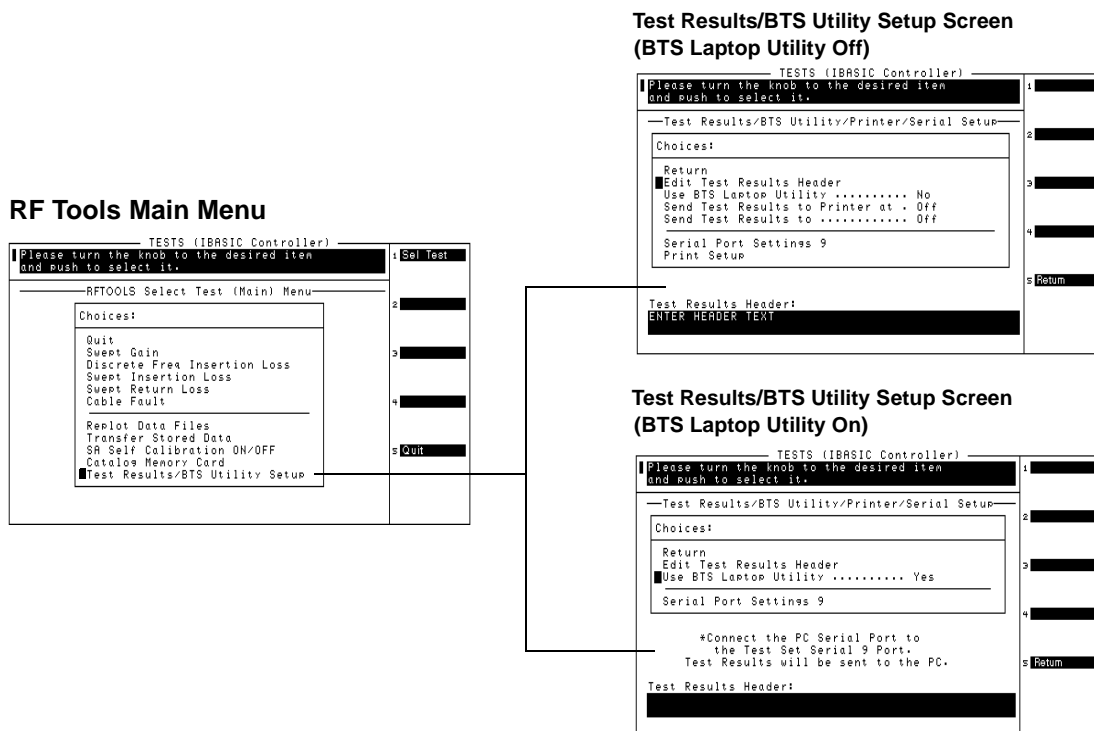 RF Tools Main Menu
TESTS (IBASIC Controller)
Please turn the knob to the desired item
and push to select it.
1 Sel Test
RFTOOLS Select Test (Main) Menu
2
Choices:
Quit
Swept Gain
3
Discrete Freq Insertion Loss
Swept Insertion Loss
Swept Return Loss
Cable Fault
4
Replot Data Files
Transfer Stored Data
SA Self Calibration ON/OFF
5 Quit
Catalog Memory Card
Test Results/BTS Utility Setup
Test Results/BTS Utility Setup Screen
(BTS Laptop Utility Off)
TESTS (IBASIC Controller)
Please turn the knob to the desired item
and push to select it.
1
Test Results/BTS Utility/Printer/Serial Setup
2
Choices:
Return
Edit Test Results Header
3
Use BTS Laptop Utility .......... No
Send Test Results to Printer at . Off
Send Test Results to ............ Off
4
Serial Port Settings 9
Print Setup
5 Return
Test Results Header:
ENTER HEADER TEXT
Test Results/BTS Utility Setup Screen
(BTS Laptop Utility On)
TESTS (IBASIC Controller)
Please turn the knob to the desired item
and push to select it.
1
Test Results/BTS Utility/Printer/Serial Setup
2
Choices:
Return
Edit Test Results Header
3
Use BTS Laptop Utility .......... Yes
Serial Port Settings 9
4
*Connect the PC Serial Port to
the Test Set Serial 9 Port.
Test Results will be sent to the PC.
5 Return
Test Results Header: